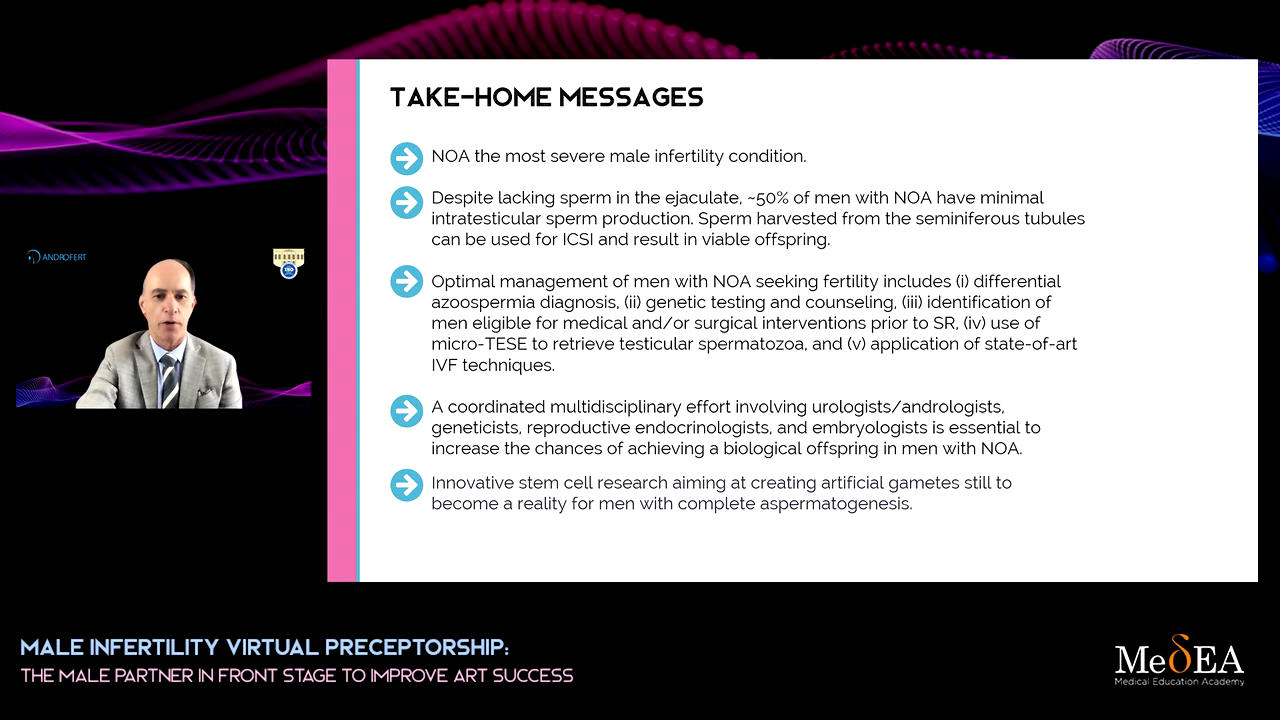 TAKE-HOME MESSAGES
NOA the most severe male infertility condition.
Despite lacking sperm in the ejaculate, ~50% of men with NOA have minimal
intratesticular sperm production. Sperm harvested from the seminiferous tubules
can be used for ICSI and result in viable offspring.
Optimal management of men with NOA seeking fertility includes (i) differential
azoospermia diagnosis, (ii) genetic testing and counseling, (iii) identification of
men eligible for medical and/or surgical interventions prior to SR, (iv) use of
micro-TESE to retrieve testicular spermatozoa, and (v) application of state-of-art
IVF techniques.
A coordinated multidisciplinary effort involving urologists/andrologists,
geneticists, reproductive endocrinologists, and embryologists is essential to
increase the chances of achieving a biological offspring in men with NOA.
Innovative stem cell research aiming at creating artificial gametes still to
become a reality for men with complete aspermatogenesis.
ANDROFERT
ISO
MALE INFERTILITY VIRTUAL PRECEPTORSHIP:
THE MALE PARTNER IN FRONT STAGE TO IMPROVE ART SUCCESS
MeδEA
Medical Education Academy